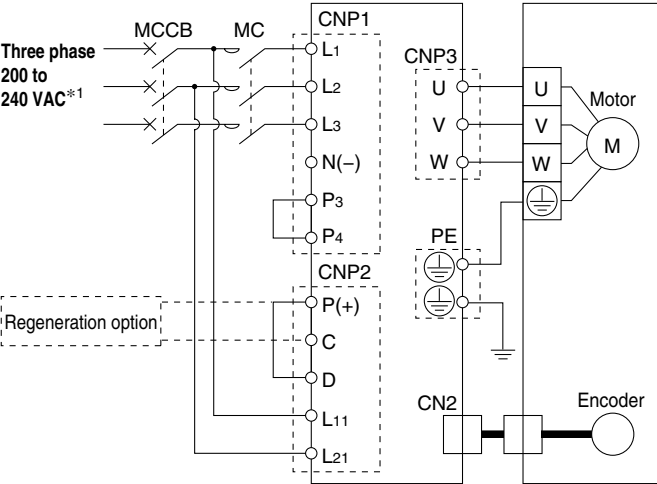 MCCB
MC
CNP1
Three phase
200 to
240 VAC*1
L1
L2
L3
N(−)
P3
P4
CNP3
U
V
W
U
V
W
Motor
M
PE
CNP2
P(+)
C
D
L11
L21
Regeneration option
CN2
Encoder